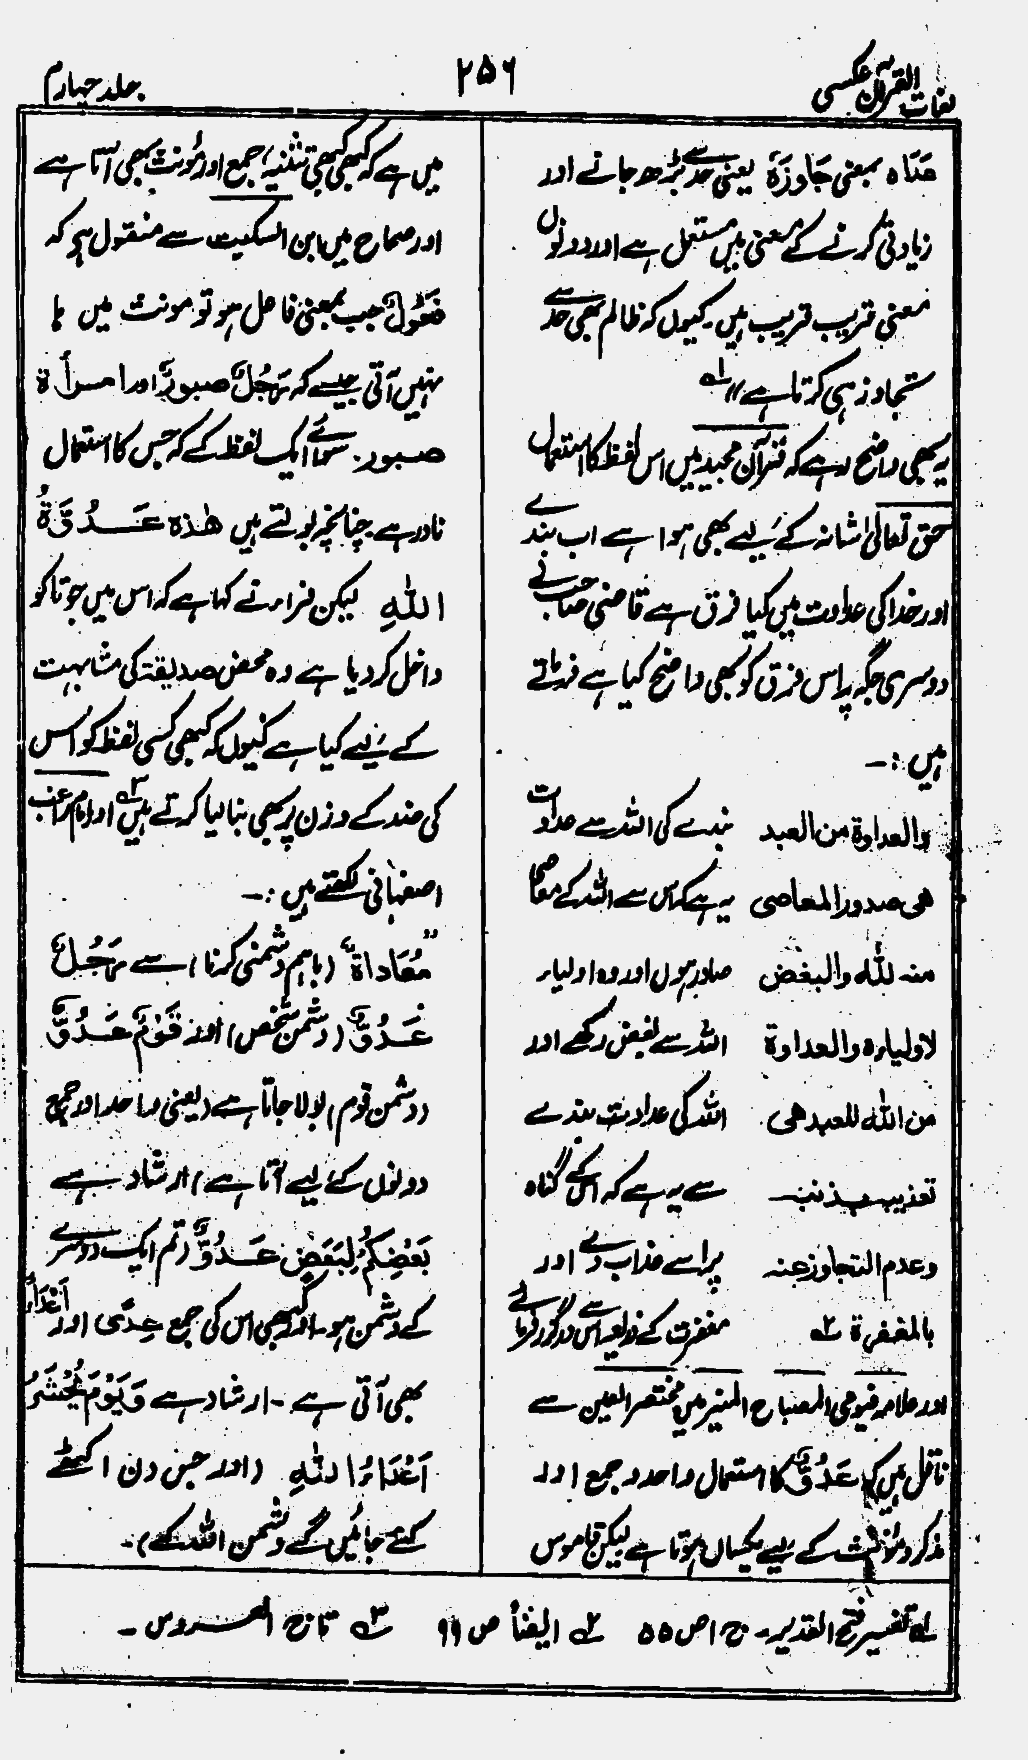 لغات القرآن عکسی
۲۵۶
جلد چہارم
عَدَاہ بمعنی جَاوَزَہٗ یعنی حد سے بڑھ جانے اور
زیادتی کرنے کے معنی میں مستعمل ہے اور دونوں
معنی قریب قریب ہیں۔ کیوں کہ ظالم بھی حد سے
تجاوز ہی کرتا ہے ،، ۱؎
یہ بھی واضح رہے کہ قرآن مجید میں اس لفظ کا استعمال
حق تعالیٰ شانہ کے لیے بھی ہوا ہے اب بندے
اور خدا کی عداوت میں کیا فرق ہے قاضی صاحب نے
دوسری جگہ پر اس فرق کو بھی واضح کیا ہے فرماتے
ہیں :۔
والعداوۃ من العبد بندے کی اللہ سے عداوت
ھی صدور المعاصی یہ ہے کہ اس سے اللہ کے معاصی
منہ للّٰہ والبغض صادر ہوں اور وہ اولیاء
لاولیاءہ والعداوۃ اللہ سے بغض رکھے اور
من اللّٰہ للعبد ھی اللہ کی عداوت بندے
تعذیب بذنبہ سے یہ ہے کہ اس کے گناہ
وعدم التجاوز عنہ پر اسے عذاب دے اور
بالمغفرۃ ۲؎ مغفرت کے ذریعہ اس سے درگزر نہ فرمائے
اور علامہ فیومی المصباح المنیر میں مختصر العین سے
ناقل ہیں کہ عَدُوٌّ کا استعمال واحد و جمع اور
مذکر و مؤنث کے لیے یکساں ہوتا ہے لیکن قاموس
میں ہے کہ کبھی کبھی تثنیہ، جمع اور مؤنث بھی آتا ہے
اور صحاح میں ابن السکیت سے منقول ہے کہ
فَعُولٌ جب بمعنی فاعل ہو تو مونث میں ہا
نہیں آتی جیسے کہ رَجُلٌ صبورٌ اور امرأۃ
صبور۔ سوائے ایک لفظ کے کہ جس کا استعمال
نادر ہے چنانچہ بولتے ہیں ھٰذہ عَدُوَّۃُ
اللّٰہِ لیکن فراء نے کہا ہے کہ اس میں جو تا کو
داخل کر دیا ہے وہ محض صدیقۃ کی مشابہت
کے لیے کیا ہے کیوں کہ کبھی کسی لفظ کو اس
کی ضد کے وزن پر بھی بنا لیا کرتے ہیں ۳؎ اور امام راغب
اصفہانی لکھتے ہیں :۔
”مُعَاداۃٌ (باہم دشمنی کرنا) سے رَجُلٌ
عَدُوٌّ (دشمن شخص) اور قَوْمٌ عَدُوٌّ
(دشمن قوم) بولا جاتا ہے (یعنی واحد اور جمع
دونوں کے لیے آتا ہے) ارشاد ہے
بَعْضُکُمْ لِبَعْضٍ عَدُوٌّ (تم ایک دوسرے
کے دشمن ہو۔ اور کبھی اس کی جمع عِدًی اور اَعْدَاءٌ
بھی آتی ہے ۔ ارشاد ہے وَیَوْمَ یُحْشَرُ
اَعْدَاءُ اللّٰہِ (اور جس دن اکھٹے
کئے جائیں گے دشمن اللہ کے)۔
۱؎ تفسیر فتح القدیر۔ ج ۱ ص ۵۵ ۲؎ ایضاً ص ۹۹ ۳؎ تاج العروس ۔